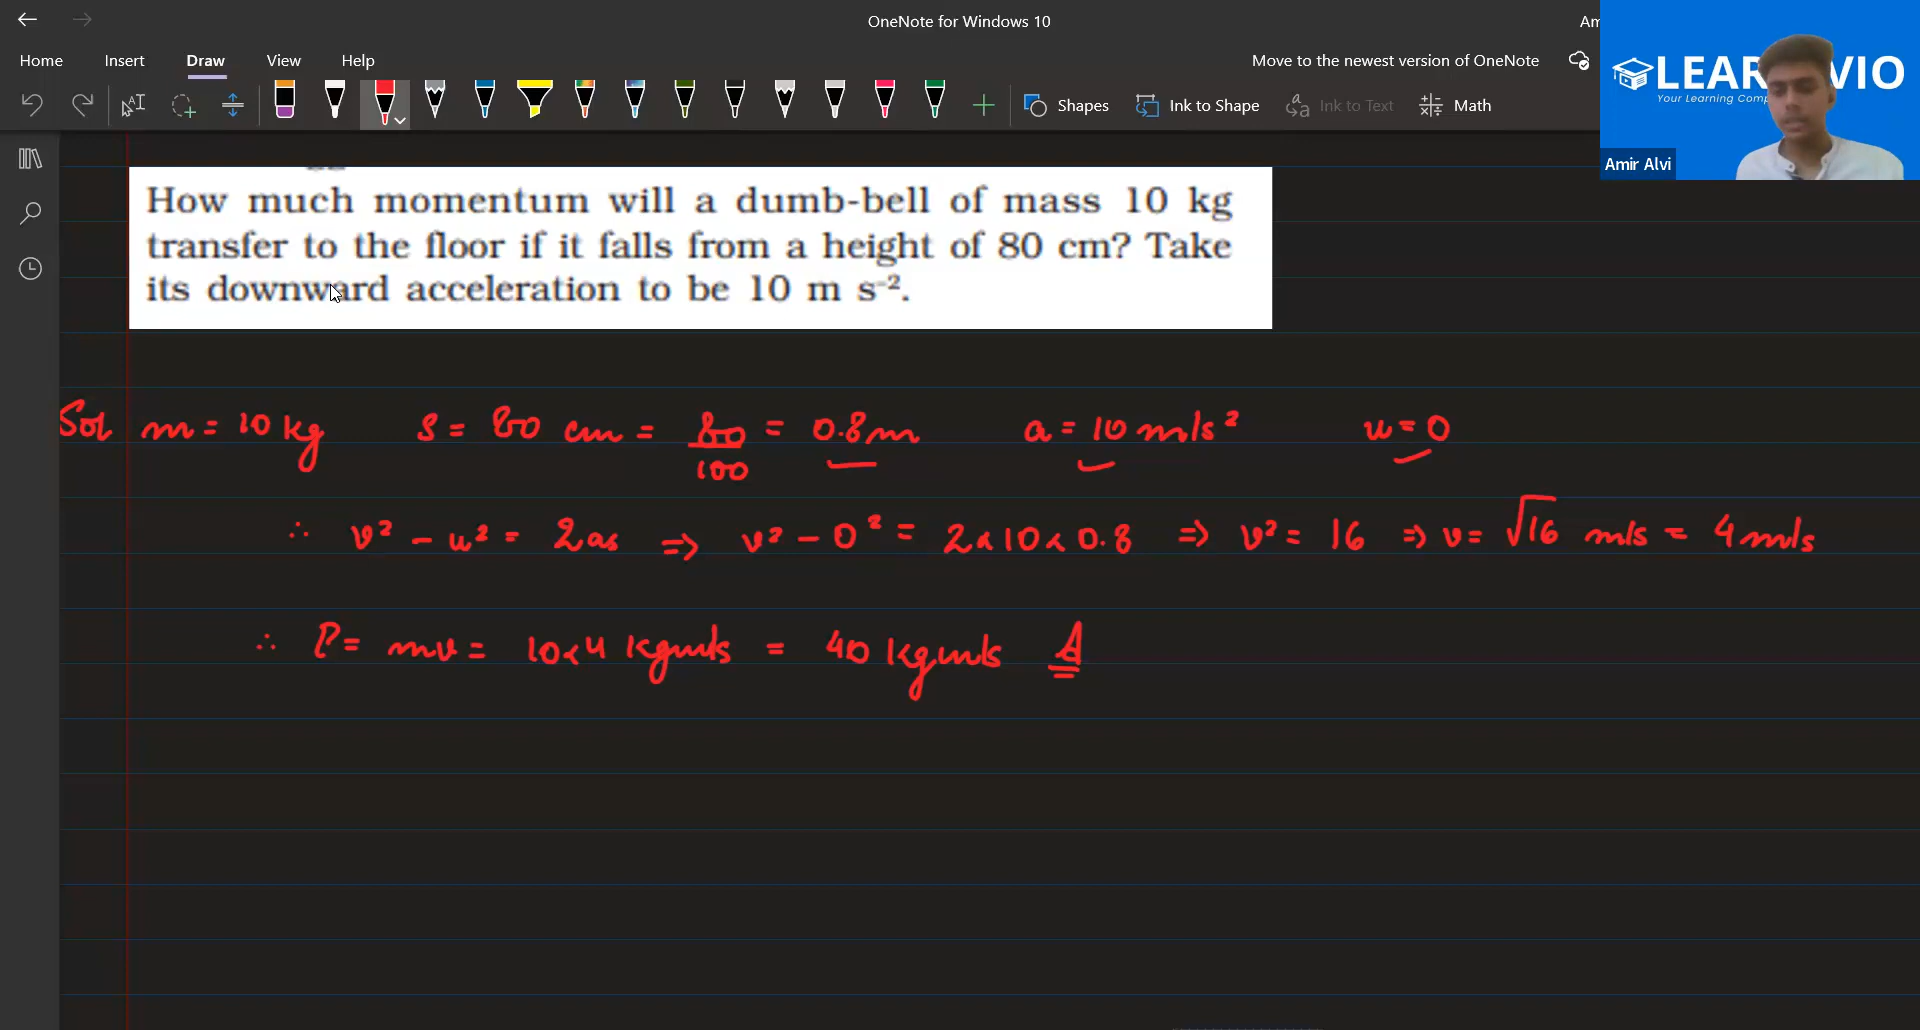 OneNote for Windows 10
Am
Home Insert Draw View Help Move to the newest version of OneNote
Shapes Ink to Shape Ink to Text Math
LEAR VIO
Your Learning Comp
Amir Alvi
How much momentum will a dumb-bell of mass 10 kg
transfer to the floor if it falls from a height of 80 cm? Take
its downward acceleration to be 10 m s⁻².
Sol m = 10 kg S = 80 cm = 80/100 = 0.8 m a = 10 m/s² u = 0
∴ v² − u² = 2as ⇒ v² − 0² = 2 × 10 × 0.8 ⇒ v² = 16 ⇒ v = √16 m/s = 4 m/s
∴ P = mv = 10×4 kg m/s = 40 kg m/s A